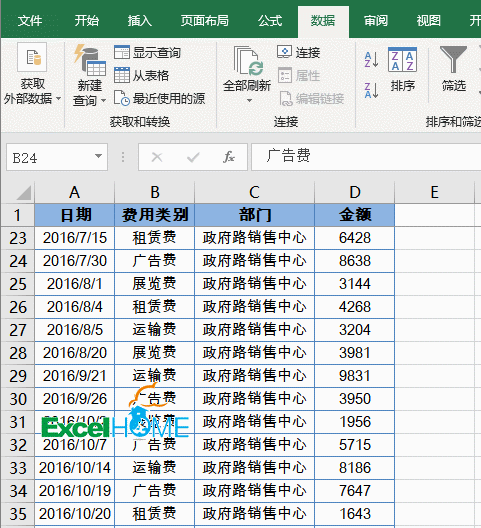 文件 开始 插入 页面布局 公式 数据 审阅 视图 开
获取 外部数据 新建 查询 显示查询 从表格 最近使用的源 全部刷新 连接 属性 编辑链接 排序 筛选
获取和转换 连接 排序和筛选
B24 fx 广告费
A B C D E
1 日期 费用类别 部门 金额
23 2016/7/15 租赁费 政府路销售中心 6428
24 2016/7/30 广告费 政府路销售中心 8638
25 2016/8/1 展览费 政府路销售中心 3144
26 2016/8/4 租赁费 政府路销售中心 4268
27 2016/8/5 运输费 政府路销售中心 3204
28 2016/8/20 展览费 政府路销售中心 3981
29 2016/9/21 运输费 政府路销售中心 9831
30 2016/9/26 广告费 政府路销售中心 3950
31 展览费 政府路销售中心 1956
ExcelHOME
32 2016/10/7 广告费 政府路销售中心 5715
33 2016/10/14 运输费 政府路销售中心 8186
34 2016/10/19 广告费 政府路销售中心 7647
35 2016/10/20 租赁费 政府路销售中心 1643